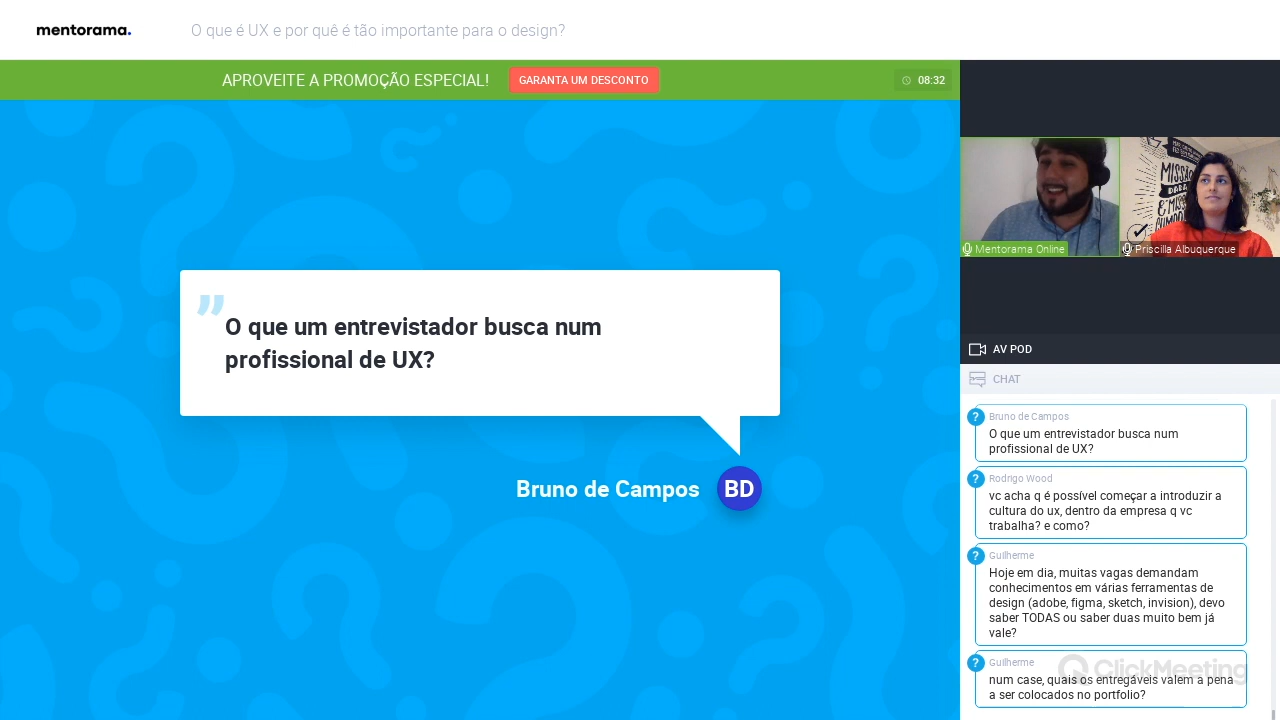 mentorama.
O que é UX e por quê é tão importante para o design?
APROVEITE A PROMOÇÃO ESPECIAL!
GARANTA UM DESCONTO
08:32
O que um entrevistador busca num
profissional de UX?
Bruno de Campos
BD
MISSÃO
Mentorama Online
Priscilla Albuquerque
AV POD
CHAT
Bruno de Campos
O que um entrevistador busca num
profissional de UX?
Rodrigo Wood
vc acha q é possível começar a introduzir a
cultura do ux, dentro da empresa q vc
trabalha? e como?
Guilherme
Hoje em dia, muitas vagas demandam
conhecimentos em várias ferramentas de
design (adobe, figma, sketch, invision), devo
saber TODAS ou saber duas muito bem já
vale?
Guilherme
num case, quais os entregáveis valem a pena
a ser colocados no portfolio?
ClickMeeting